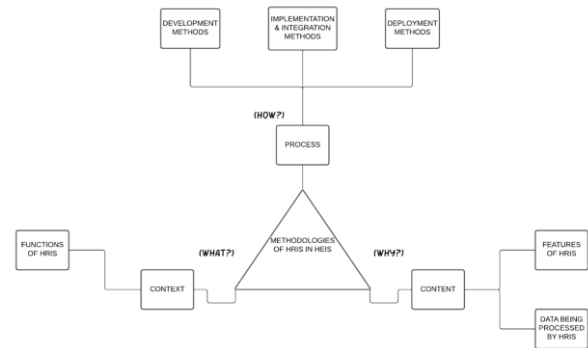 DEVELOPMENT
METHODS
IMPLEMENTATION
& INTEGRATION
METHODS
DEPLOYMENT
METHODS
(HOW?)
PROCESS
METHODOLOGIES
OF HRIS IN HEIS
(WHAT?)
(WHY?)
FUNCTIONS
OF HRIS
CONTEXT
CONTENT
FEATURES
OF HRIS
DATA BEING
PROCESSED
BY HRIS